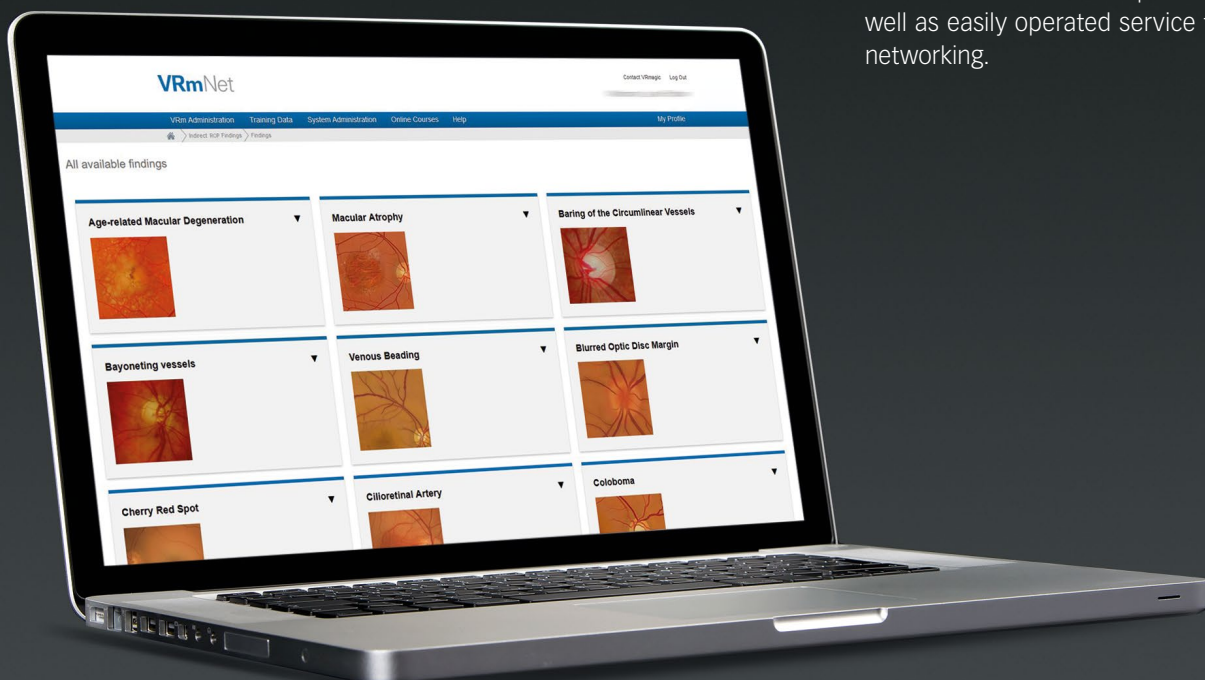 well as easily operated service
networking.
VRmNet
Contact VRmagic Log Out
VRm Administration Training Data System Administration Online Courses Help My Profile
Indirect ROP Findings Findings
All available findings
Age-related Macular Degeneration
Macular Atrophy
Baring of the Circumlinear Vessels
Bayoneting vessels
Venous Beading
Blurred Optic Disc Margin
Cherry Red Spot
Cilioretinal Artery
Coloboma